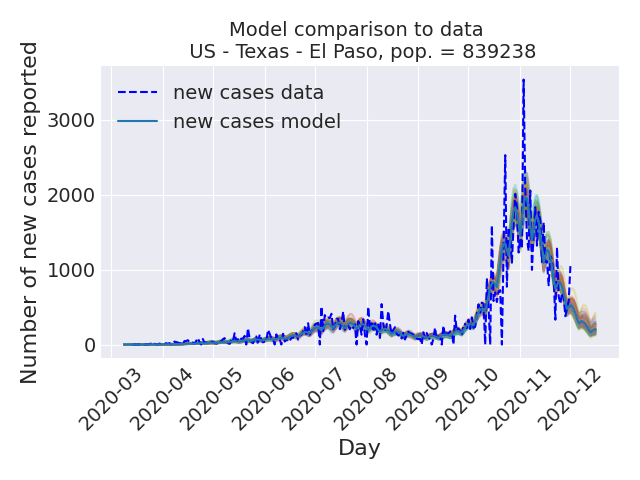 Model comparison to data
US - Texas - El Paso, pop. = 839238
Number of new cases reported
new cases data
new cases model
3000
2000
1000
0
2020-03
2020-04
2020-05
2020-06
2020-07
2020-08
2020-09
2020-10
2020-11
2020-12
Day